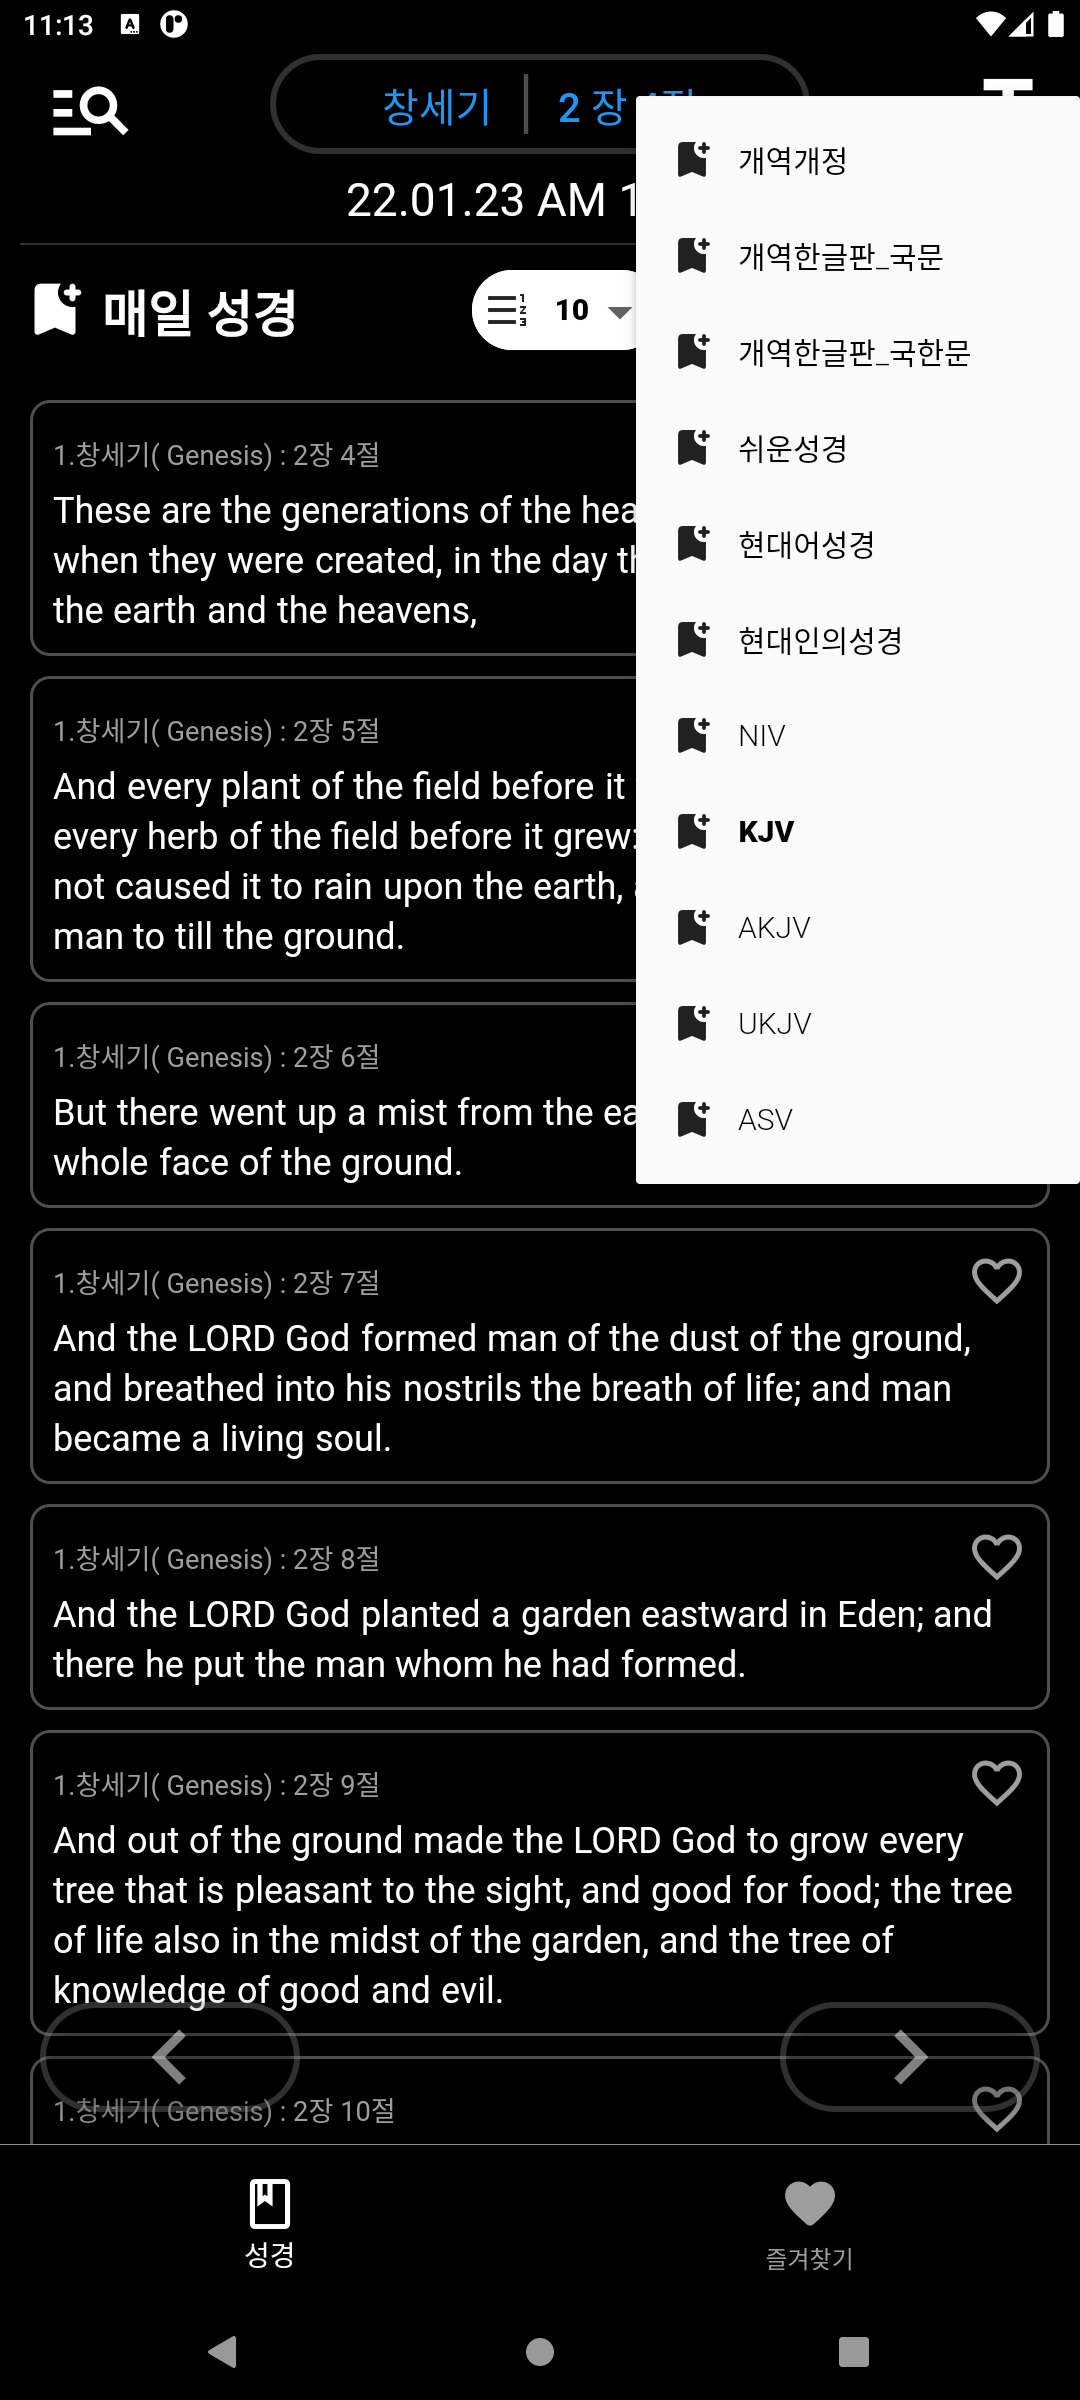 11:13
창세기
2 장
22.01.23 AM
매일 성경
10
개역개정
개역한글판_국문
개역한글판_국한문
쉬운성경
현대어성경
현대인의성경
NIV
KJV
AKJV
UKJV
ASV
1.창세기( Genesis) : 2장 4절
These are the generations of the
when they were created, in the day
the earth and the heavens,
1.창세기( Genesis) : 2장 5절
And every plant of the field before it
every herb of the field before it grew:
not caused it to rain upon the earth,
man to till the ground.
1.창세기( Genesis) : 2장 6절
But there went up a mist from the
whole face of the ground.
1.창세기( Genesis) : 2장 7절
And the LORD God formed man of the dust of the ground,
and breathed into his nostrils the breath of life; and man
became a living soul.
1.창세기( Genesis) : 2장 8절
And the LORD God planted a garden eastward in Eden; and
there he put the man whom he had formed.
1.창세기( Genesis) : 2장 9절
And out of the ground made the LORD God to grow every
tree that is pleasant to the sight, and good for food; the tree
of life also in the midst of the garden, and the tree of
knowledge of good and evil.
1.창세기( Genesis) : 2장 10절
성경
즐겨찾기